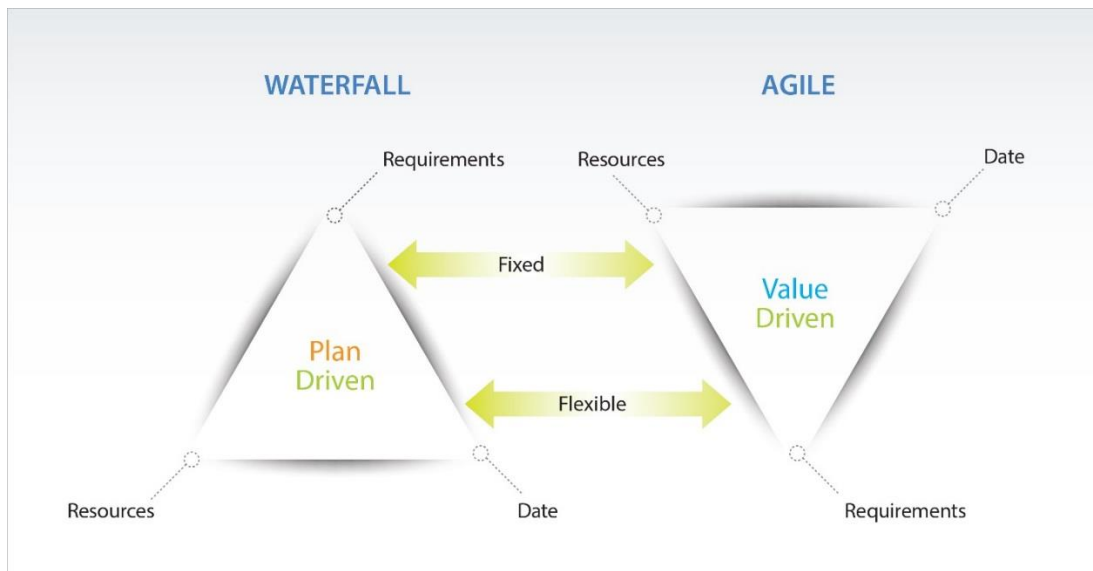 WATERFALL
AGILE
Requirements
Resources
Date
Fixed
Value
Driven
Plan
Driven
Flexible
Resources
Date
Requirements